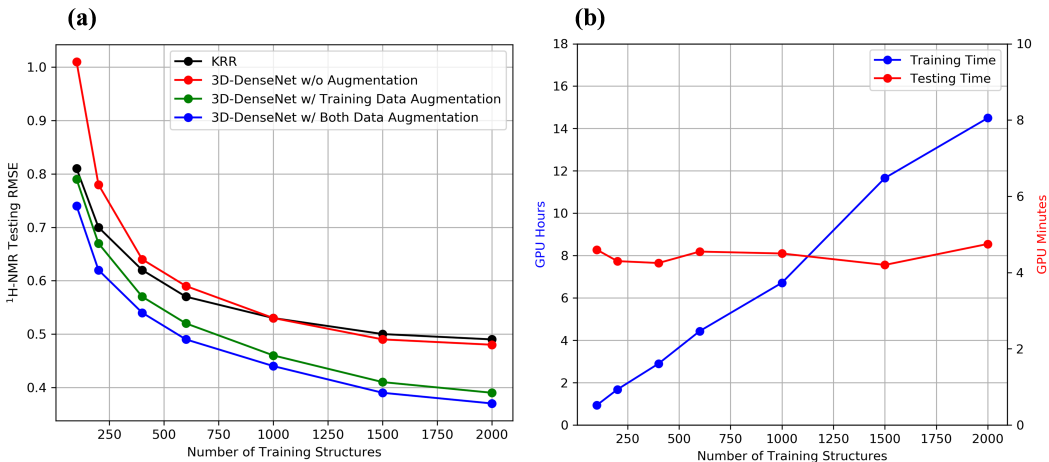 (a)
KRR
3D-DenseNet w/o Augmentation
3D-DenseNet w/ Training Data Augmentation
3D-DenseNet w/ Both Data Augmentation
1.0
0.9
0.8
0.7
0.6
0.5
0.4
¹H-NMR Testing RMSE
250 500 750 1000 1250 1500 1750 2000
Number of Training Structures
(b)
Training Time
Testing Time
18
16
14
12
10
8
6
4
2
0
GPU Hours
10
8
6
4
2
0
GPU Minutes
250 500 750 1000 1250 1500 1750 2000
Number of Training Structures